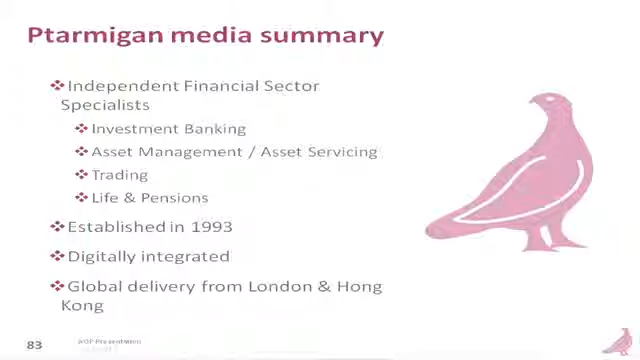 Ptarmigan media summary
❖Independent Financial Sector
Specialists
❖Investment Banking
❖Asset Management / Asset Servicing
❖Trading
❖Life & Pensions
❖Established in 1993
❖Digitally integrated
❖Global delivery from London & Hong
Kong
83
Presentation